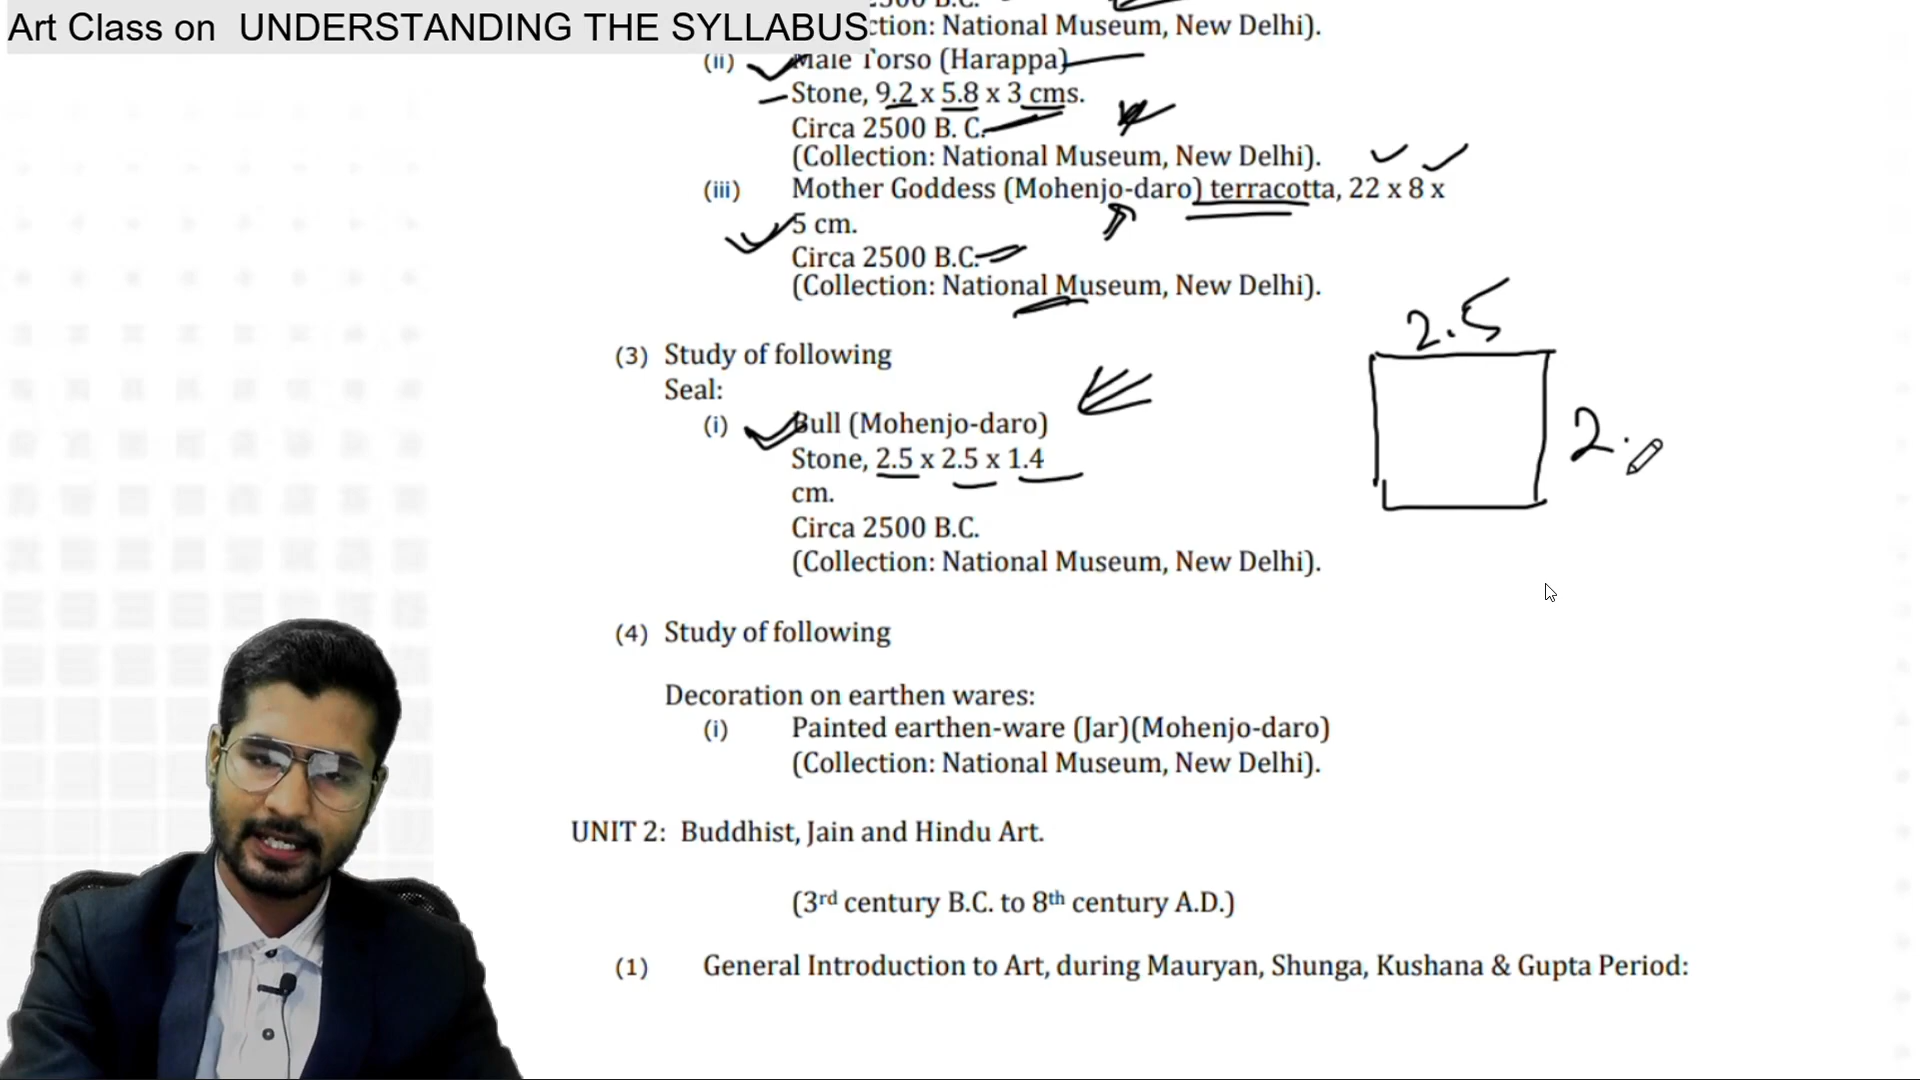 Art Class on UNDERSTANDING THE SYLLABUS
ction: National Museum, New Delhi).
(ii) Male Torso (Harappa)
Stone, 9.2 x 5.8 x 3 cms.
Circa 2500 B. C.
(Collection: National Museum, New Delhi).
(iii) Mother Goddess (Mohenjo-daro) terracotta, 22 x 8 x
5 cm.
Circa 2500 B.C.
(Collection: National Museum, New Delhi).
2.5
(3) Study of following
Seal:
(i) Bull (Mohenjo-daro)
2.
Stone, 2.5 x 2.5 x 1.4
cm.
Circa 2500 B.C.
(Collection: National Museum, New Delhi).
(4) Study of following
Decoration on earthen wares:
(i) Painted earthen-ware (Jar)(Mohenjo-daro)
(Collection: National Museum, New Delhi).
UNIT 2: Buddhist, Jain and Hindu Art.
(3rd century B.C. to 8th century A.D.)
(1) General Introduction to Art, during Mauryan, Shunga, Kushana & Gupta Period: